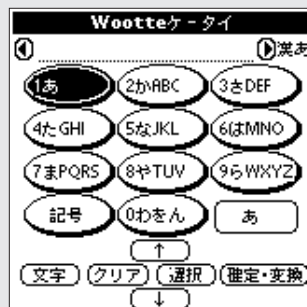 Wootteケータイ
漢あ
1あ 2かABC 3さDEF
4たGHI 5なJKL 6はMNO
7まPQRS 8やTUV 9らWXYZ
記号 0わをん あ
↑
文字 クリア 選択 確定・変換
↓